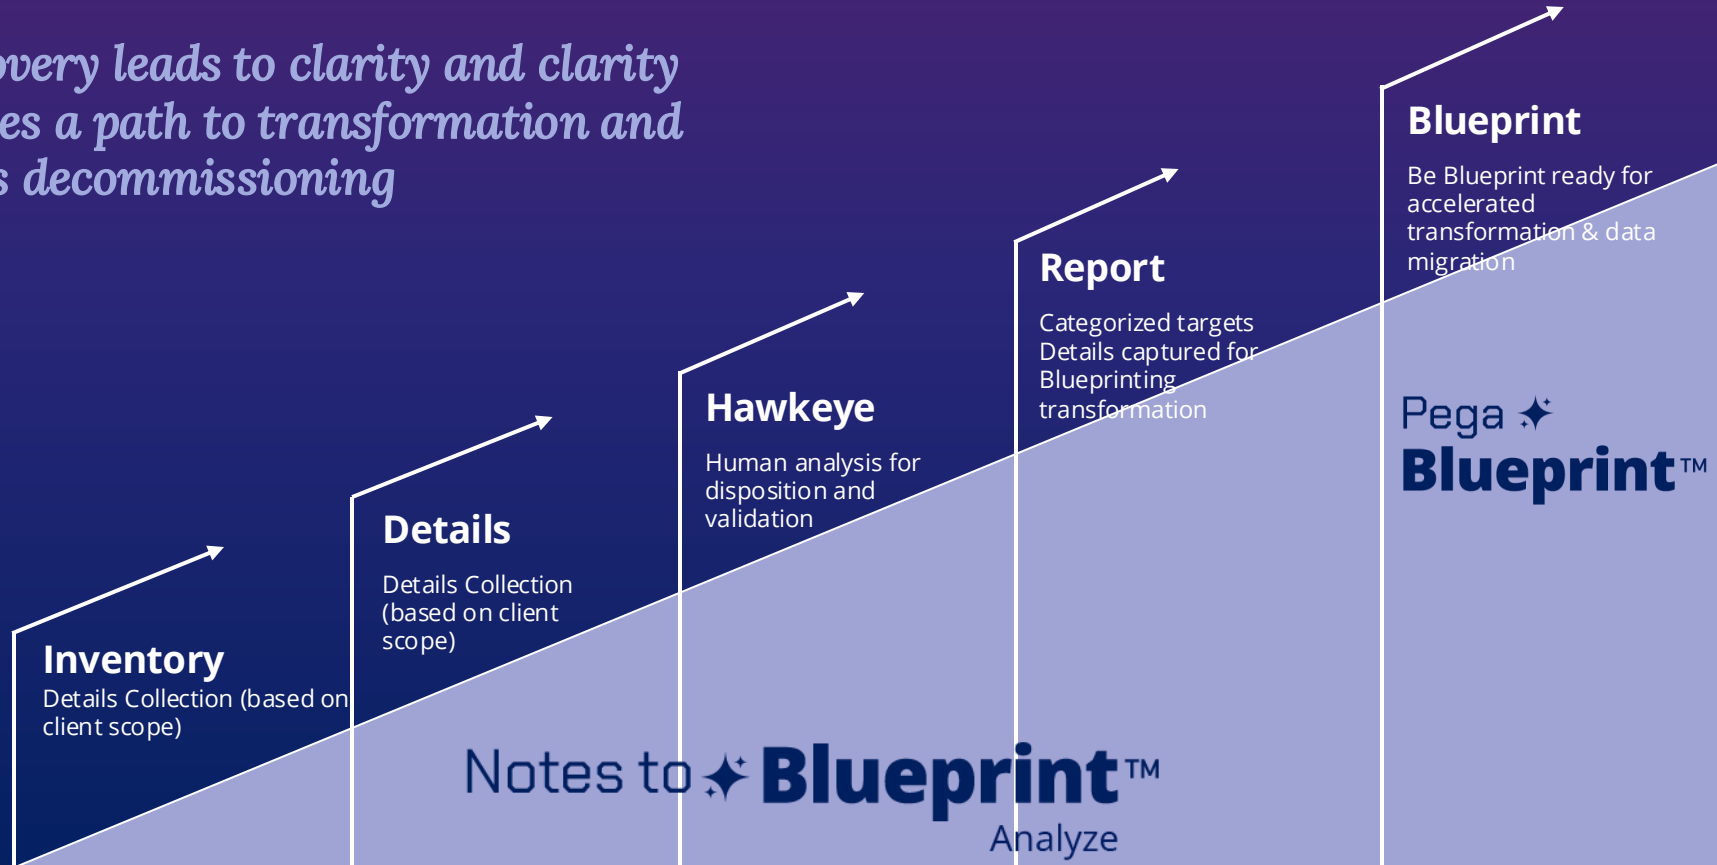 overy leads to clarity and clarity
es a path to transformation and
s decommissioning
Inventory
Details Collection (based on
client scope)
Details
Details Collection
(based on client
scope)
Hawkeye
Human analysis for
disposition and
validation
Report
Categorized targets
Details captured for
Blueprinting
transformation
Blueprint
Be Blueprint ready for
accelerated
transformation & data
migration
Pega
Blueprint™
Notes to Blueprint™
Analyze